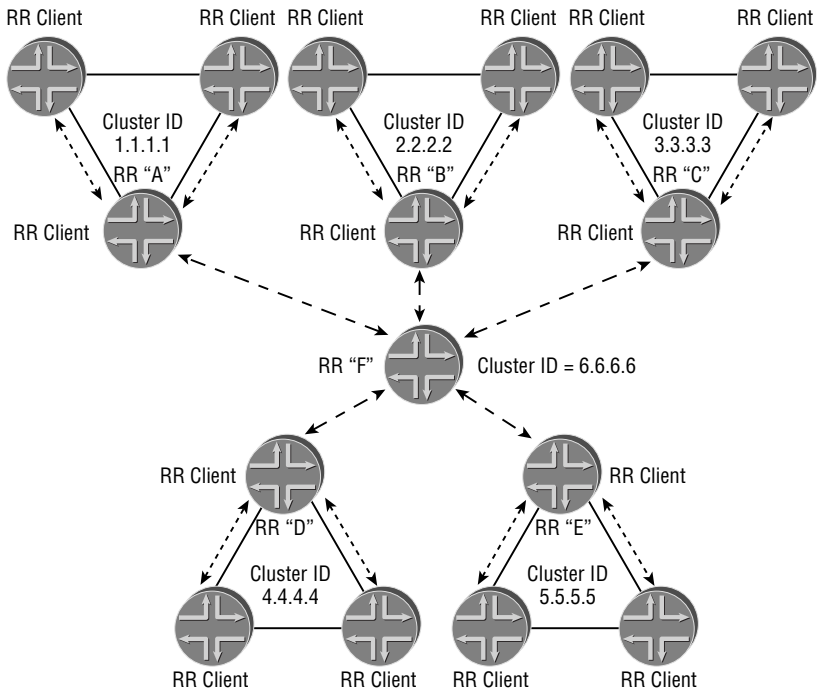 RR Client
RR Client
RR Client
RR Client
RR Client
RR Client
Cluster ID
1.1.1.1
Cluster ID
2.2.2.2
Cluster ID
3.3.3.3
RR “A”
RR “B”
RR “C”
RR Client
RR Client
RR Client
RR “F”
Cluster ID = 6.6.6.6
RR Client
RR Client
RR “D”
RR “E”
Cluster ID
4.4.4.4
Cluster ID
5.5.5.5
RR Client
RR Client
RR Client
RR Client